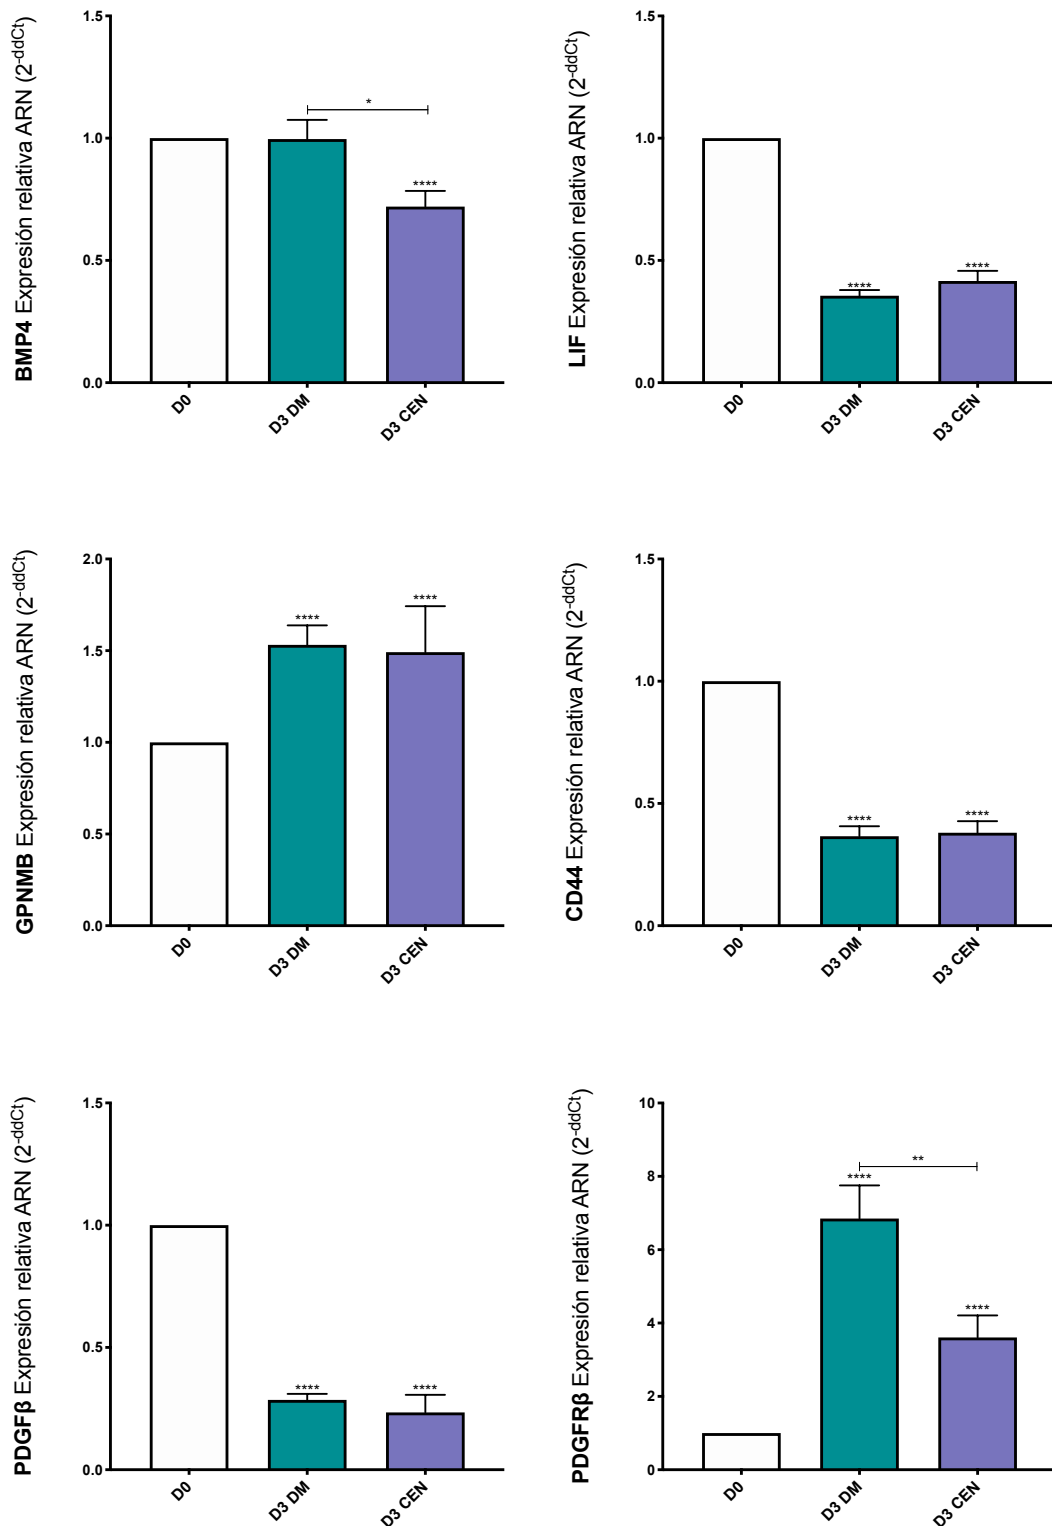 BMP4 Expresión relativa ARN (2-ddCt)
1.5
1.0
0.5
0.0
*
****
D0
D3 DM
D3 CEN
LIF Expresión relativa ARN (2-ddCt)
1.5
1.0
0.5
0.0
****
****
D0
D3 DM
D3 CEN
GPNMB Expresión relativa ARN (2-ddCt)
2.0
1.5
1.0
0.5
0.0
****
****
D0
D3 DM
D3 CEN
CD44 Expresión relativa ARN (2-ddCt)
1.5
1.0
0.5
0.0
****
****
D0
D3 DM
D3 CEN
PDGFβ Expresión relativa ARN (2-ddCt)
1.5
1.0
0.5
0.0
****
****
D0
D3 DM
D3 CEN
PDGFRβ Expresión relativa ARN (2-ddCt)
10
8
6
4
2
0
**
****
****
D0
D3 DM
D3 CEN